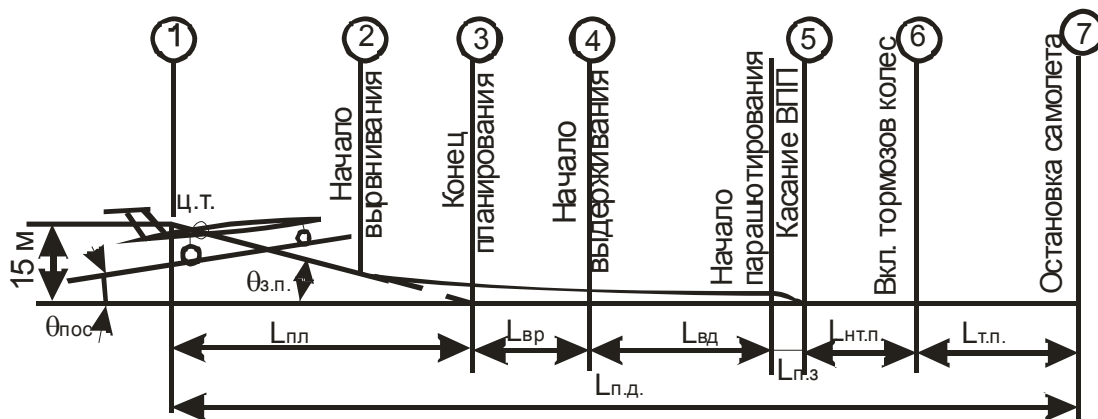 1
2
3
4
5
6
7
Начало
вырвнивания
Конец
планирования
Начало
выдерживания
Начало
парашютирования
Касание ВПП
Вкл. тормозов колес
Остановка самолета
ц.т.
15 м
θпос
θз.п.
Lпл
Lвр
Lвд
Lп.з
Lнт.п.
Lт.п.
Lп.д.